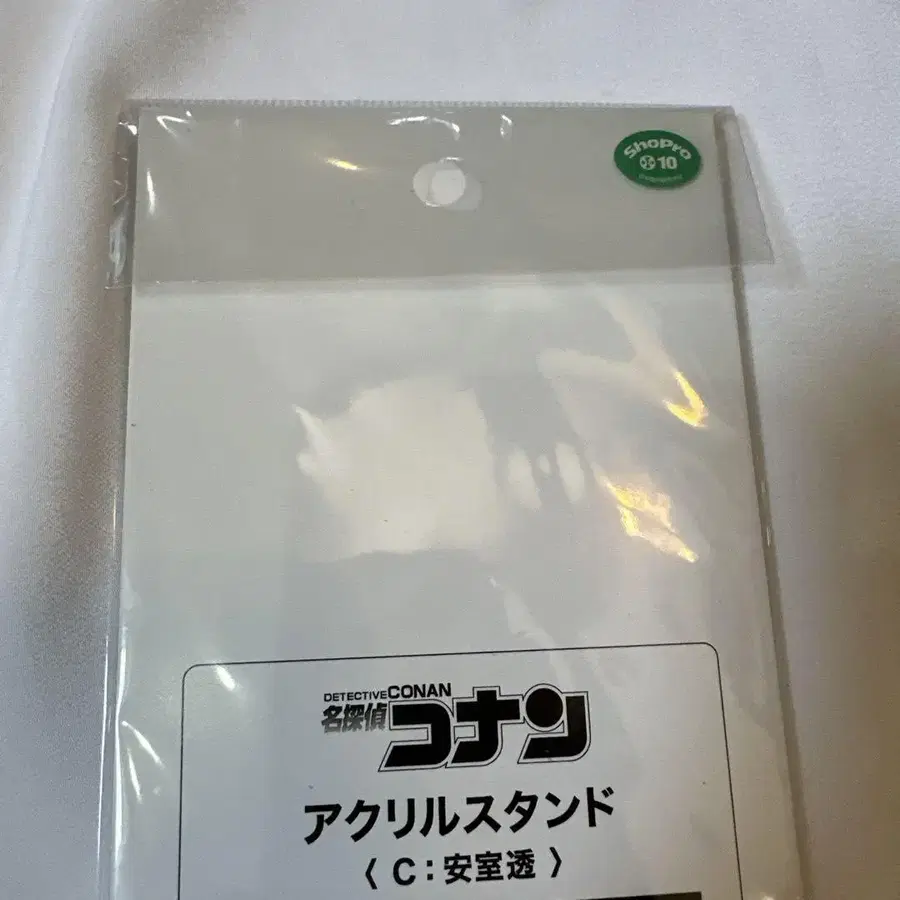 ShoPro
10
DETECTIVE CONAN
名探偵コナン
アクリルスタンド
〈 C：安室透 〉